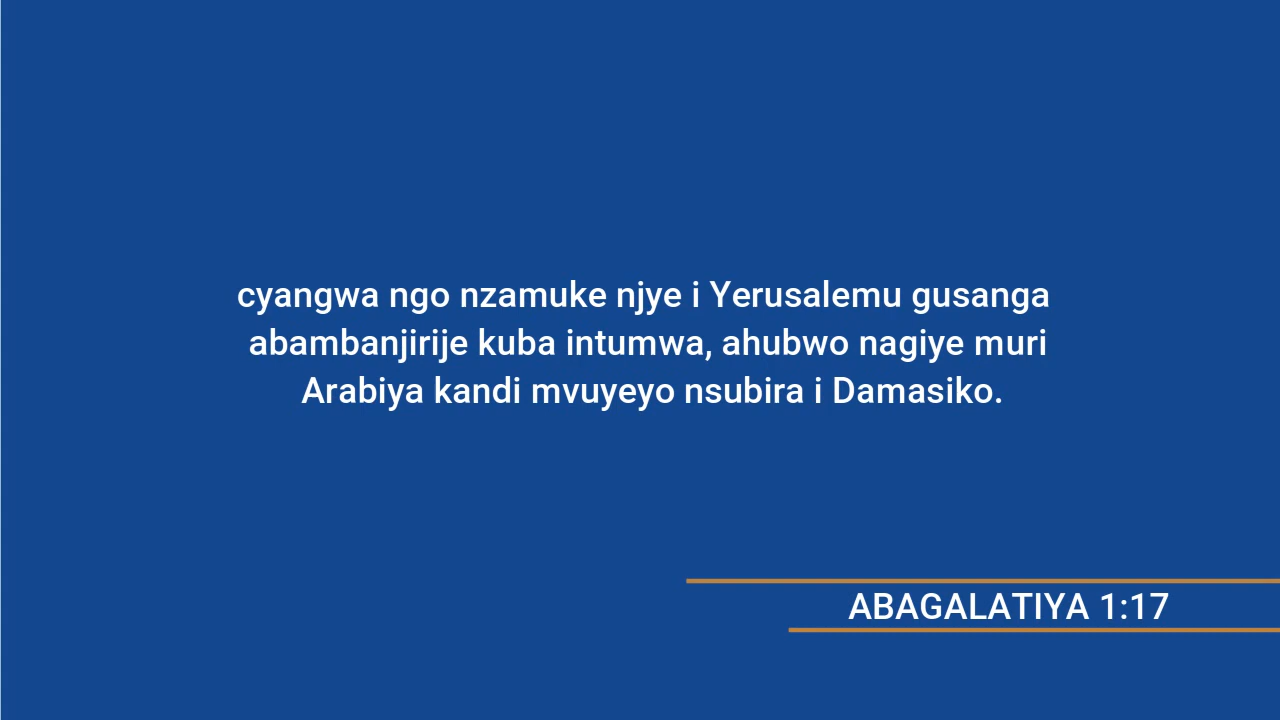 cyangwa ngo nzamuke njye i Yerusalemu gusanga
abambanjirije kuba intumwa, ahubwo nagiye muri
Arabiya kandi mvuyeyo nsubira i Damasiko.
ABAGALATIYA 1:17